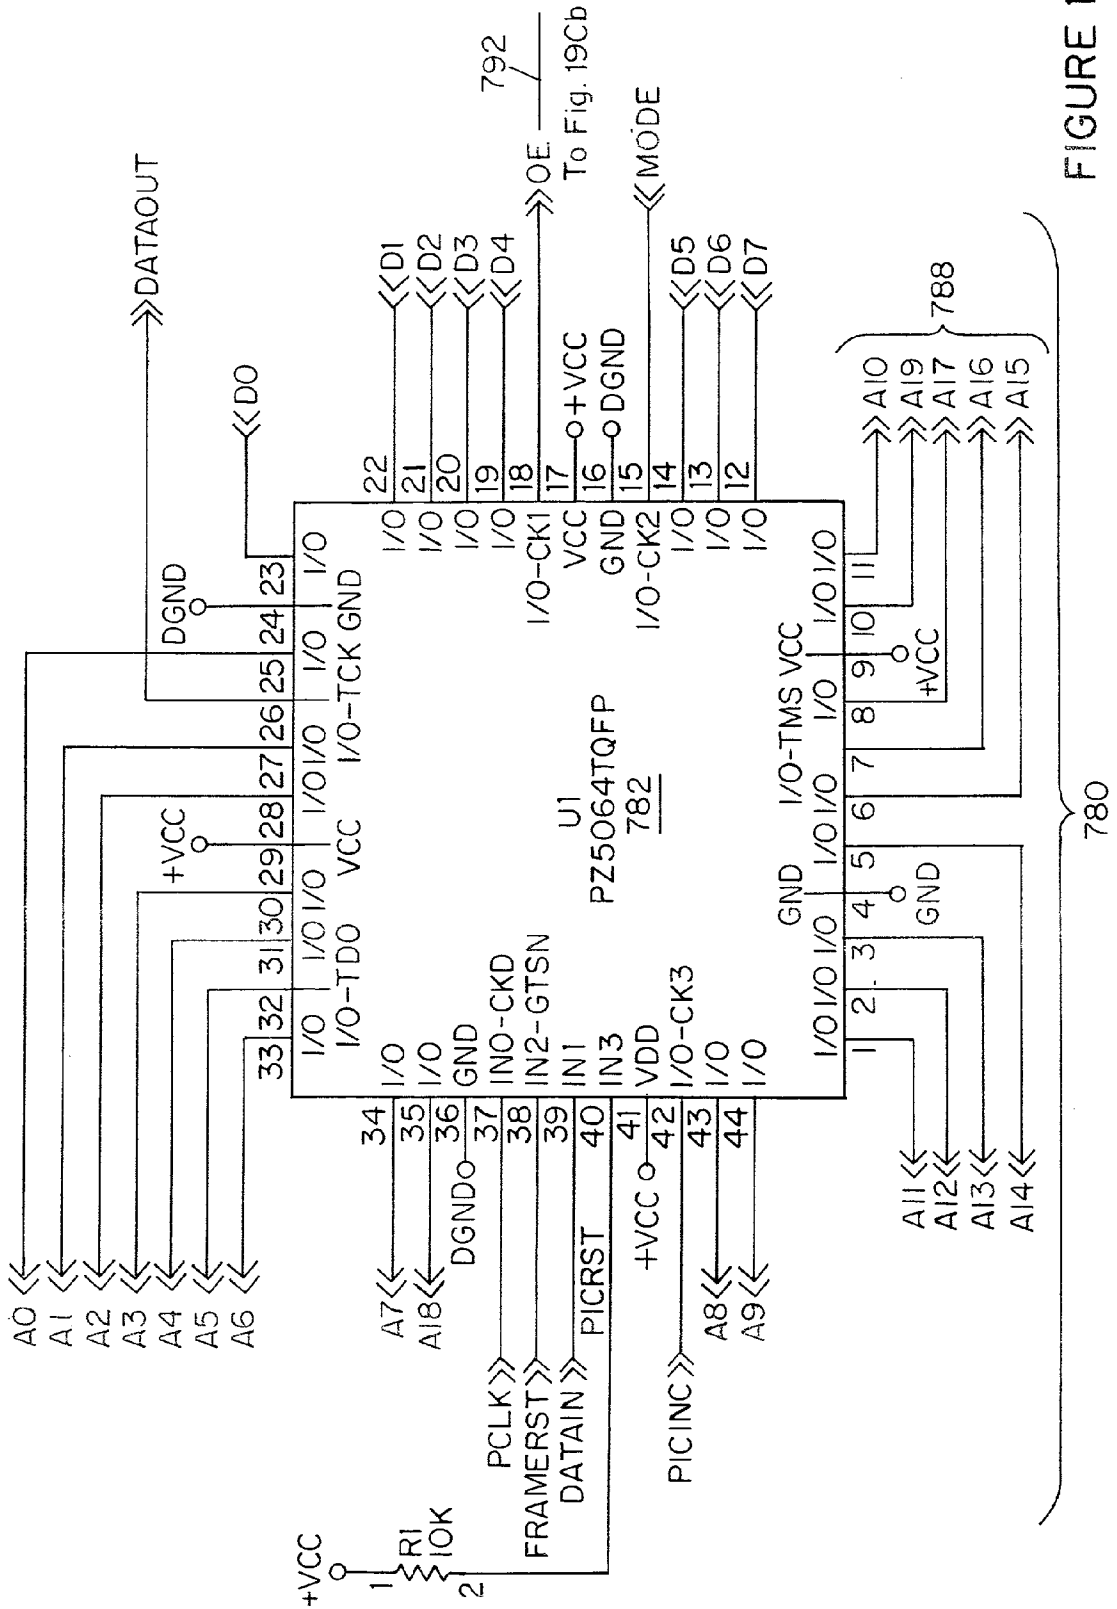 A0
A1
A2
A3
A4
A5
A6
DGND
+VCC
DATAOUT
D0
33 32 31 30 29 28 27 26 25 24 23
I/O
I/O-TDO
I/O I/O
VCC
I/O I/O
I/O-TCK
I/O
GND
I/O
A7
A18
DGND
PCLK
FRAMERST
DATAIN
PICRST
+VCC
PICINC
A8
A9
34 I/O
35 I/O
36 GND
37 IN0-CKD
38 IN2-GTSN
39 IN1
40 IN3
41 VDD
42 I/O-CK3
43 I/O
44 I/O
+VCC
1
R1
10K
2
U1
PZ5064TQFP
782
I/O 22 D1
I/O 21 D2
I/O 20 D3
I/O 19 D4
I/O-CK1 18 OE
792
To Fig. 19Cb
VCC 17 +VCC
GND 16 DGND
I/O-CK2 15 MODE
I/O 14 D5
I/O 13 D6
I/O 12 D7
I/O I/O I/O
GND
I/O I/O
I/O-TMS
I/O
VCC
I/O I/O
1 2 3 4 5 6 7 8 9 10 11
GND
+VCC
A11
A12
A13
A14
A10
A19
A17
A16
A15
788
780
FIGURE 1